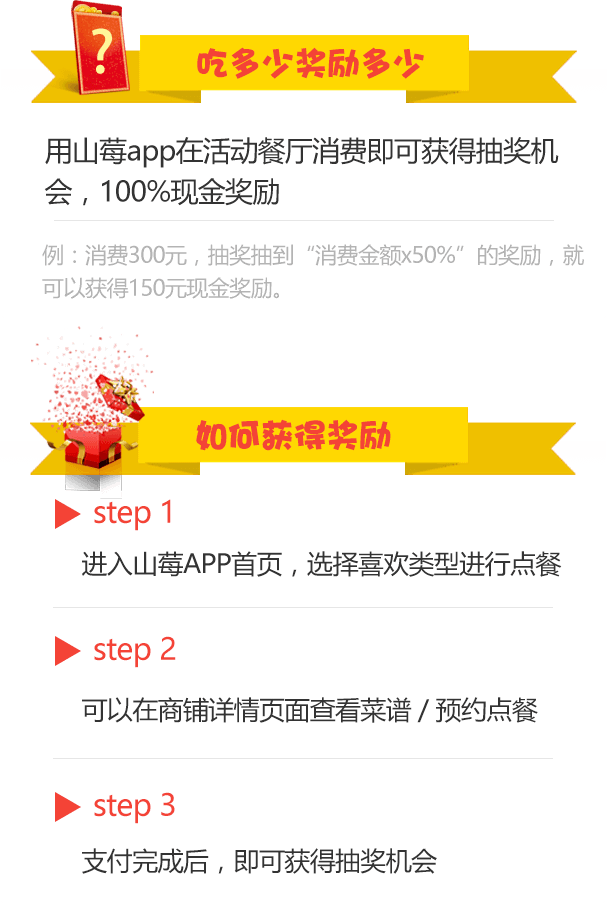 ?
吃多少奖励多少
用山莓app在活动餐厅消费即可获得抽奖机
会，100%现金奖励
例：消费300元，抽奖抽到“消费金额x50%”的奖励，就
可以获得150元现金奖励。
如何获得奖励
step 1
进入山莓APP首页，选择喜欢类型进行点餐
step 2
可以在商铺详情页面查看菜谱 / 预约点餐
step 3
支付完成后，即可获得抽奖机会